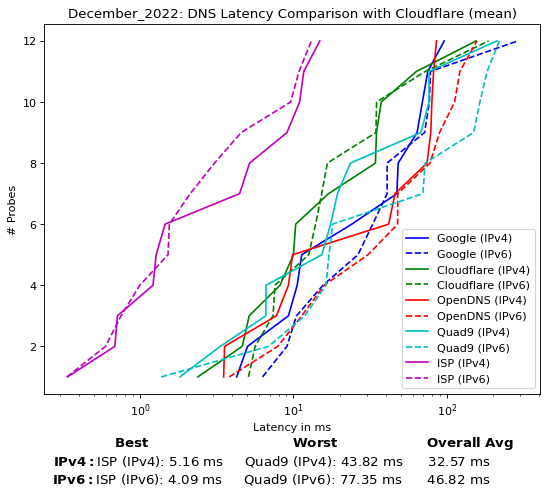 December_2022: DNS Latency Comparison with Cloudflare (mean)
12
10
8
6
4
2
# Probes
Google (IPv4)
Google (IPv6)
Cloudflare (IPv4)
Cloudflare (IPv6)
OpenDNS (IPv4)
OpenDNS (IPv6)
Quad9 (IPv4)
Quad9 (IPv6)
ISP (IPv4)
ISP (IPv6)
10⁰ 10¹ 10²
Latency in ms
Best Worst Overall Avg
IPv4: ISP (IPv4): 5.16 ms Quad9 (IPv4): 43.82 ms 32.57 ms
IPv6: ISP (IPv6): 4.09 ms Quad9 (IPv6): 77.35 ms 46.82 ms